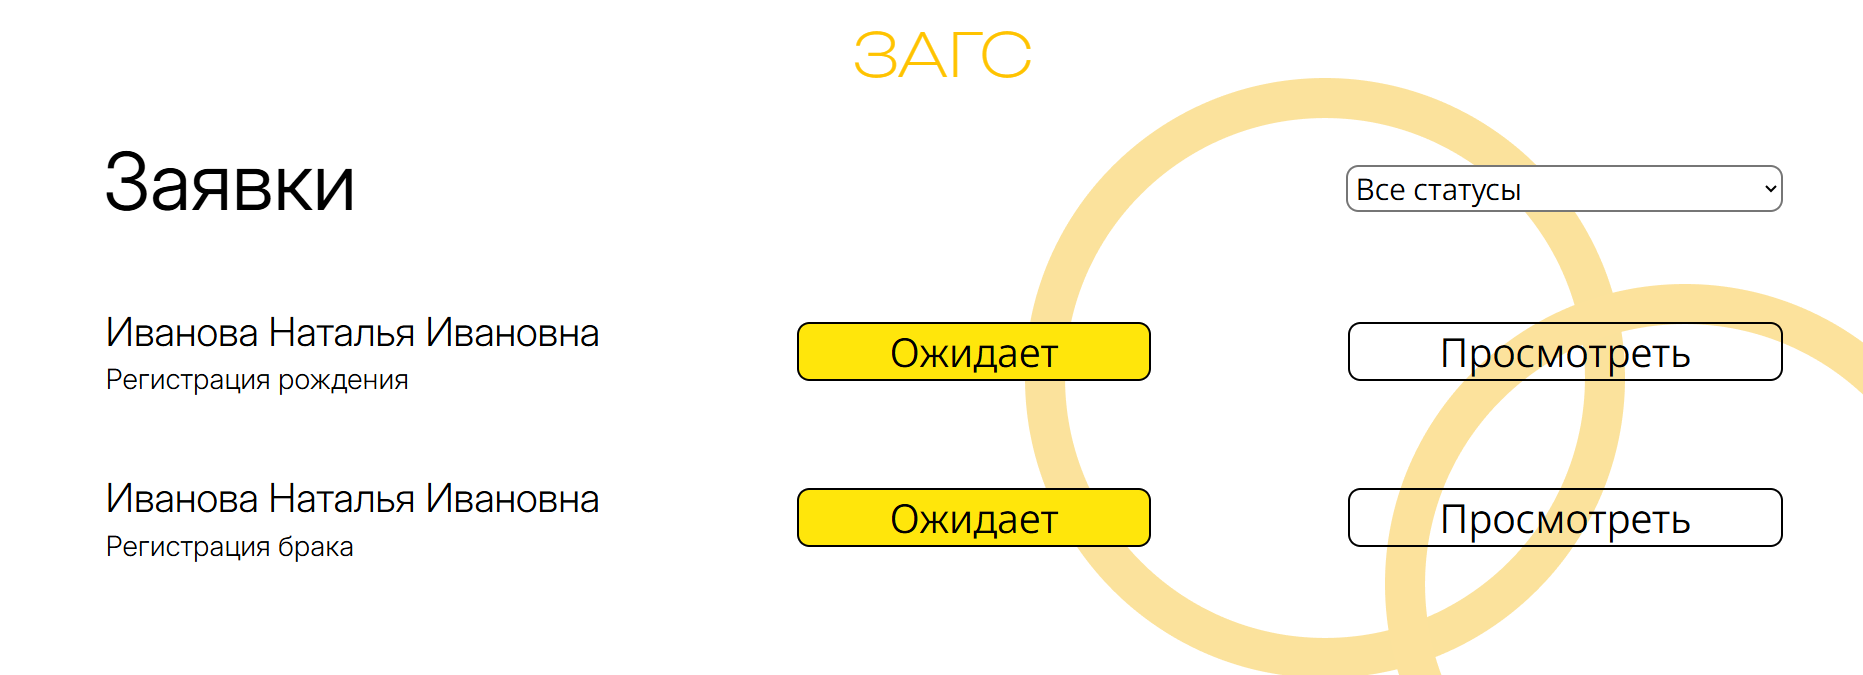 ЗАГС
Заявки
Все статусы
Иванова Наталья Ивановна
Регистрация рождения
Ожидает
Просмотреть
Иванова Наталья Ивановна
Регистрация брака
Ожидает
Просмотреть